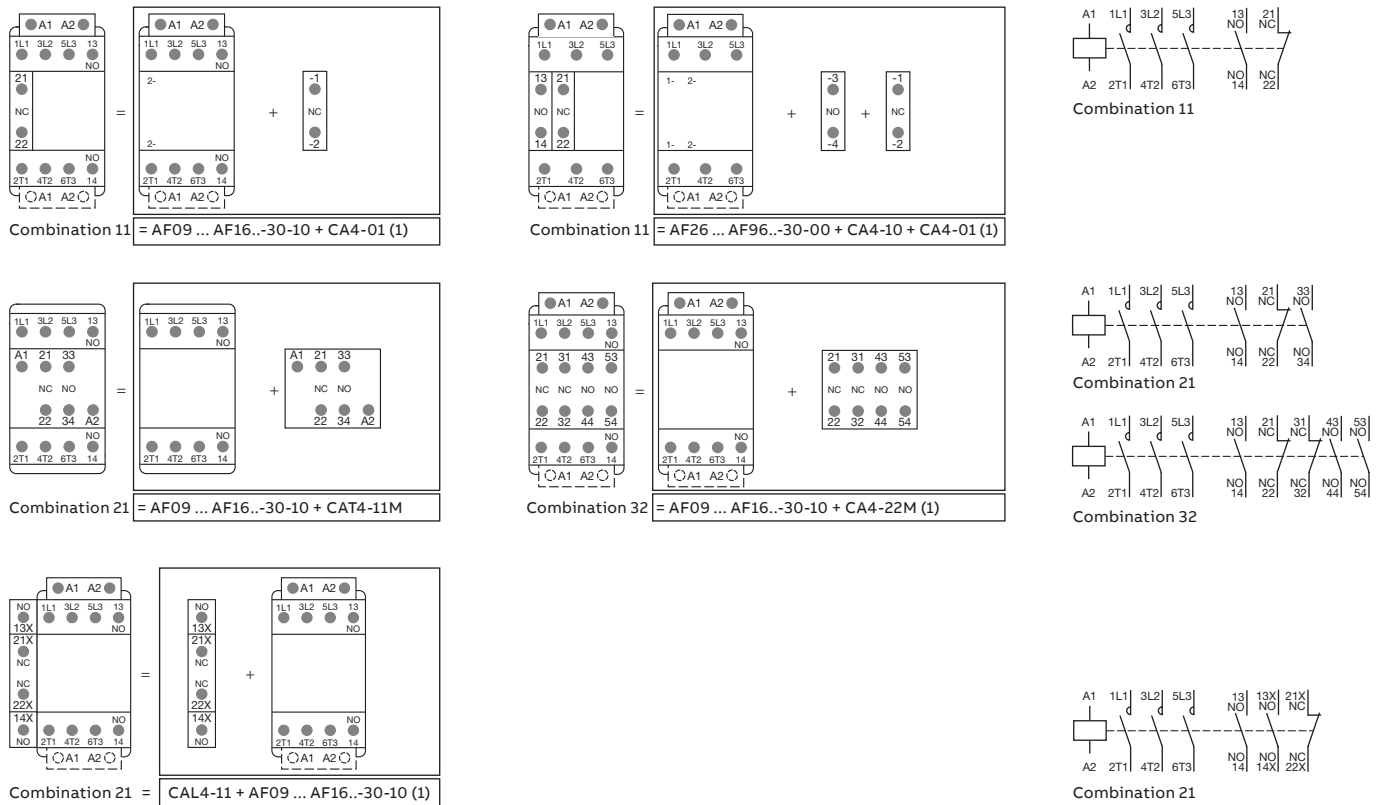 A1 A2
1L1 3L2 5L3 13
NO
21
NC
22
NO
2T1 4T2 6T3 14
A1 A2
=
A1 A2
1L1 3L2 5L3 13
NO
2-
2-
NO
2T1 4T2 6T3 14
A1 A2
+
-1
NC
-2
Combination 11 = AF09 ... AF16..-30-10 + CA4-01 (1)
A1 A2
1L1 3L2 5L3
13 21
NO NC
14 22
2T1 4T2 6T3
A1 A2
=
A1 A2
1L1 3L2 5L3
1- 2-
1- 2-
2T1 4T2 6T3
A1 A2
+
-3
NO
-4
+
-1
NC
-2
Combination 11 = AF26 ... AF96..-30-00 + CA4-10 + CA4-01 (1)
A1 1L1 3L2 5L3 13 21
NO NC
NO NC
A2 2T1 4T2 6T3 14 22
Combination 11
1L1 3L2 5L3 13
NO
A1 21 33
NC NO
22 34 A2
NO
2T1 4T2 6T3 14
=
1L1 3L2 5L3 13
NO
NO
2T1 4T2 6T3 14
+
A1 21 33
NC NO
22 34 A2
Combination 21 = AF09 ... AF16..-30-10 + CAT4-11M
A1 A2
1L1 3L2 5L3 13
NO
21 31 43 53
NC NC NO NO
22 32 44 54
NO
2T1 4T2 6T3 14
A1 A2
=
A1 A2
1L1 3L2 5L3 13
NO
NO
2T1 4T2 6T3 14
A1 A2
+
21 31 43 53
NC NC NO NO
22 32 44 54
Combination 32 = AF09 ... AF16..-30-10 + CA4-22M (1)
A1 1L1 3L2 5L3 13 21 33
NO NC NO
NO NC NO
A2 2T1 4T2 6T3 14 22 34
Combination 21
A1 1L1 3L2 5L3 13 21 31 43 53
NO NC NC NO NO
NO NC NC NO NO
A2 2T1 4T2 6T3 14 22 32 44 54
Combination 32
A1 A2
NO 1L1 3L2 5L3 13
13X NO
21X
NC
NC
22X
14X NO
NO 2T1 4T2 6T3 14
A1 A2
=
NO
13X
21X
NC
NC
22X
14X
NO
+
A1 A2
1L1 3L2 5L3 13
NO
NO
2T1 4T2 6T3 14
A1 A2
Combination 21 = CAL4-11 + AF09 ... AF16..-30-10 (1)
A1 1L1 3L2 5L3 13 13X 21X
NO NO NC
NO NO NC
A2 2T1 4T2 6T3 14 14X 22X
Combination 21